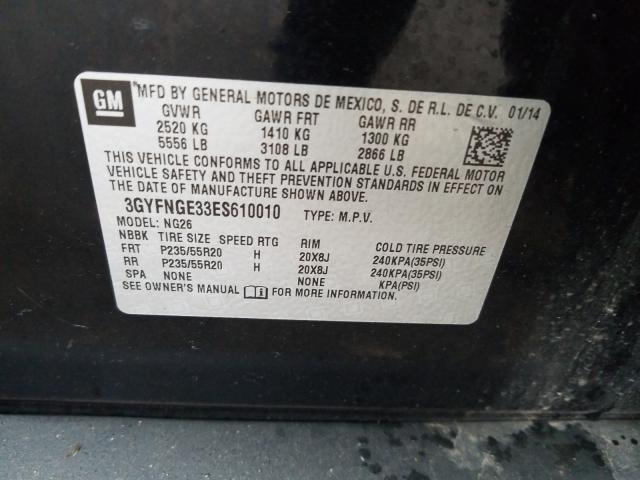 GM
MFD BY GENERAL MOTORS DE MEXICO, S. DE R.L. DE C.V. 01/14
GVWR GAWR FRT GAWR RR
2520 KG 1410 KG 1300 KG
5556 LB 3108 LB 2866 LB
THIS VEHICLE CONFORMS TO ALL APPLICABLE U.S. FEDERAL MOTOR
VEHICLE SAFETY AND THEFT PREVENTION STANDARDS IN EFFECT ON
THE DATE OF MANUFACTURE SHOWN ABOVE.
3GYFNGE33ES610010 TYPE: M.P.V.
MODEL: NG26
NBBK TIRE SIZE SPEED RTG RIM COLD TIRE PRESSURE
FRT P235/55R20 H 20X8J 240KPA(35PSI)
RR P235/55R20 H 20X8J 240KPA(35PSI)
SPA NONE NONE KPA(PSI)
SEE OWNER'S MANUAL FOR MORE INFORMATION.